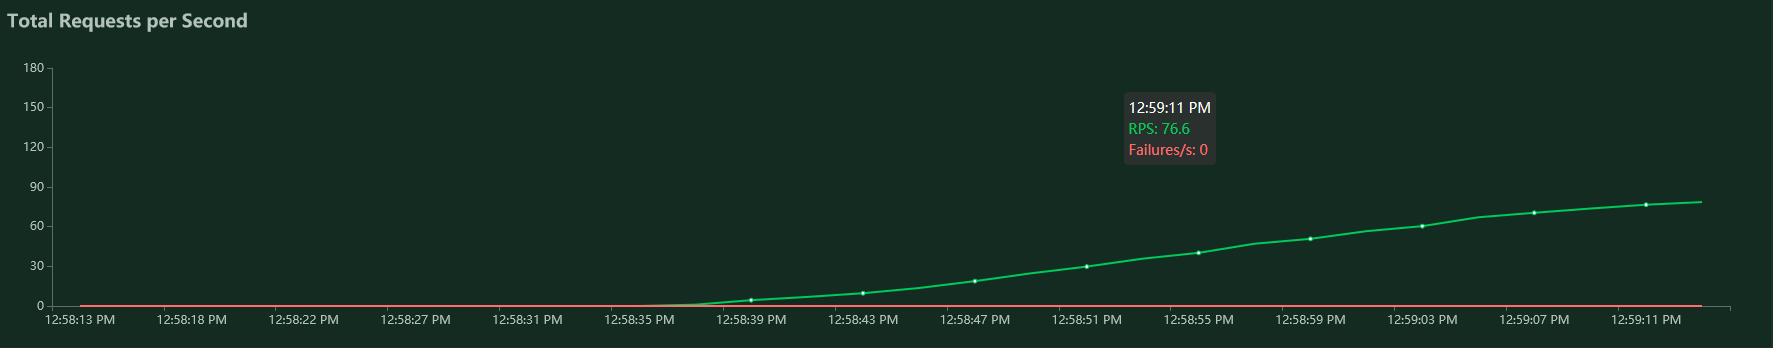 Total Requests per Second
180
150
120
90
60
30
0
12:59:11 PM
RPS: 76.6
Failures/s: 0
12:58:13 PM 12:58:18 PM 12:58:22 PM 12:58:27 PM 12:58:31 PM 12:58:35 PM 12:58:39 PM 12:58:43 PM 12:58:47 PM 12:58:51 PM 12:58:55 PM 12:58:59 PM 12:59:03 PM 12:59:07 PM 12:59:11 PM